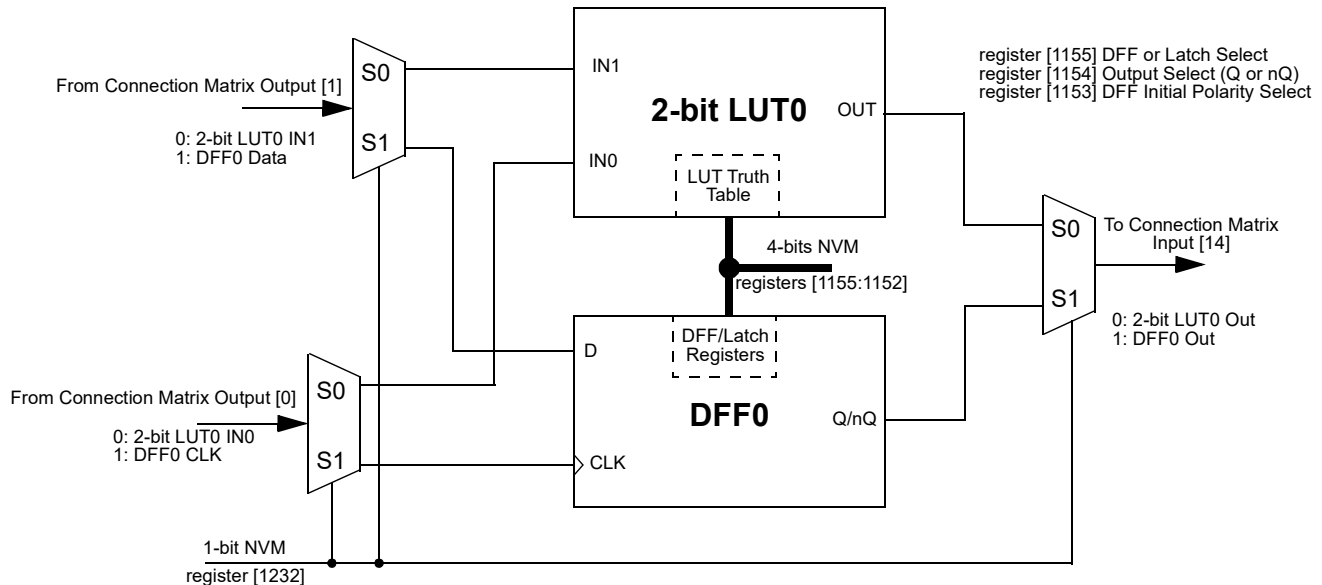 register [1155] DFF or Latch Select
register [1154] Output Select (Q or nQ)
register [1153] DFF Initial Polarity Select
From Connection Matrix Output [1]
0: 2-bit LUT0 IN1
1: DFF0 Data
S0
S1
IN1
IN0
2-bit LUT0
OUT
LUT Truth
Table
4-bits NVM
registers [1155:1152]
S0
S1
To Connection Matrix
Input [14]
0: 2-bit LUT0 Out
1: DFF0 Out
From Connection Matrix Output [0]
0: 2-bit LUT0 IN0
1: DFF0 CLK
S0
S1
D
CLK
DFF/Latch
Registers
DFF0
Q/nQ
1-bit NVM
register [1232]